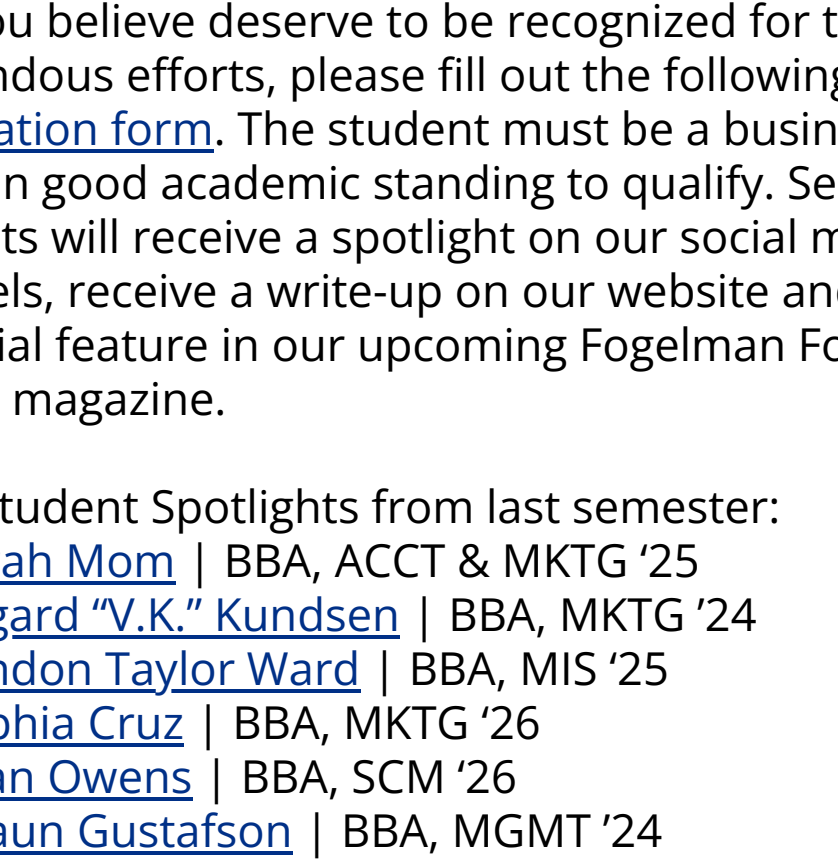 ou believe deserve to be recognized for t
ndous efforts, please fill out the following
ation form. The student must be a busin
n good academic standing to qualify. Se
ts will receive a spotlight on our social m
els, receive a write-up on our website and
ial feature in our upcoming Fogelman Fo
magazine.
tudent Spotlights from last semester:
ah Mom | BBA, ACCT & MKTG ‘25
gard “V.K.” Kundsen | BBA, MKTG ’24
ndon Taylor Ward | BBA, MIS ‘25
phia Cruz | BBA, MKTG ‘26
an Owens | BBA, SCM ‘26
aun Gustafson | BBA, MGMT ’24